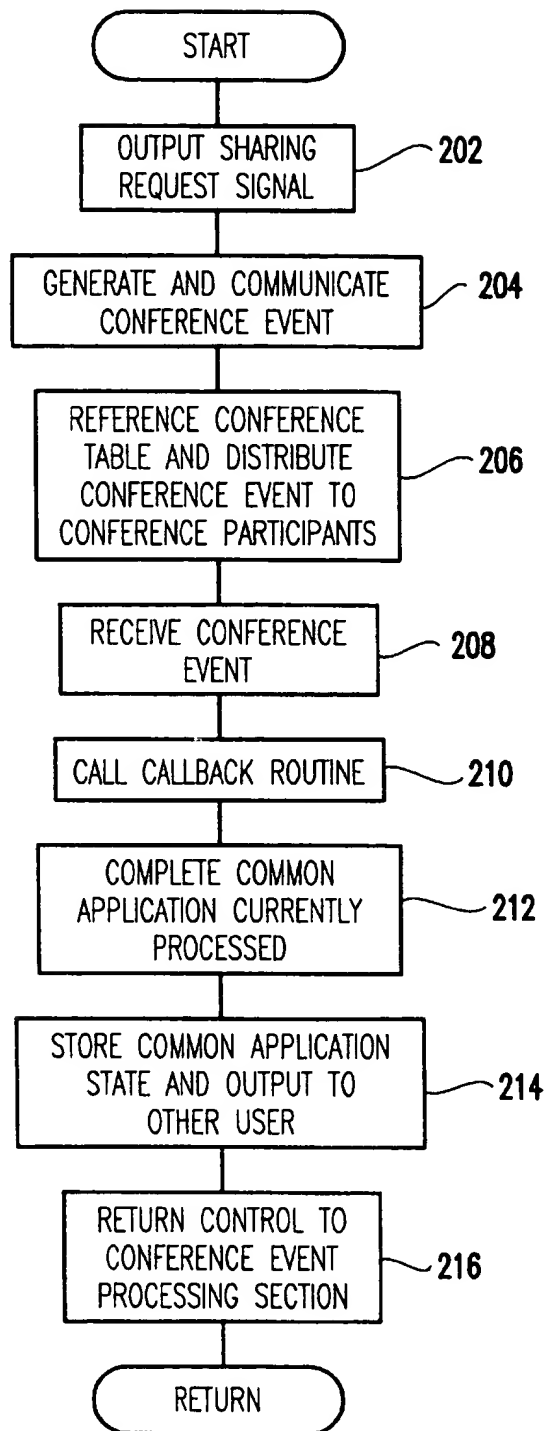 START
OUTPUT SHARING
REQUEST SIGNAL
202
GENERATE AND COMMUNICATE
CONFERENCE EVENT
204
REFERENCE CONFERENCE
TABLE AND DISTRIBUTE
CONFERENCE EVENT TO
CONFERENCE PARTICIPANTS
206
RECEIVE CONFERENCE
EVENT
208
CALL CALLBACK ROUTINE
210
COMPLETE COMMON
APPLICATION CURRENTLY
PROCESSED
212
STORE COMMON APPLICATION
STATE AND OUTPUT TO
OTHER USER
214
RETURN CONTROL TO
CONFERENCE EVENT
PROCESSING SECTION
216
RETURN